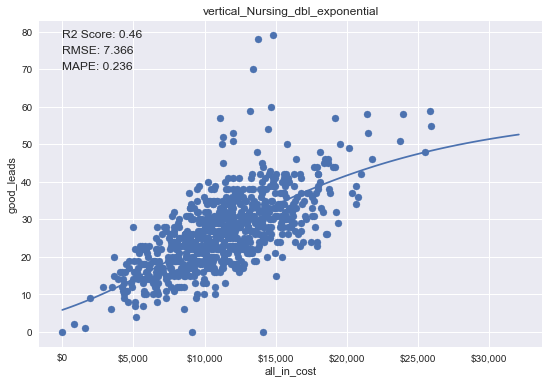 vertical_Nursing_dbl_exponential
R2 Score: 0.46
RMSE: 7.366
MAPE: 0.236
good_leads
80
70
60
50
40
30
20
10
0
$0 $5,000 $10,000 $15,000 $20,000 $25,000 $30,000
all_in_cost